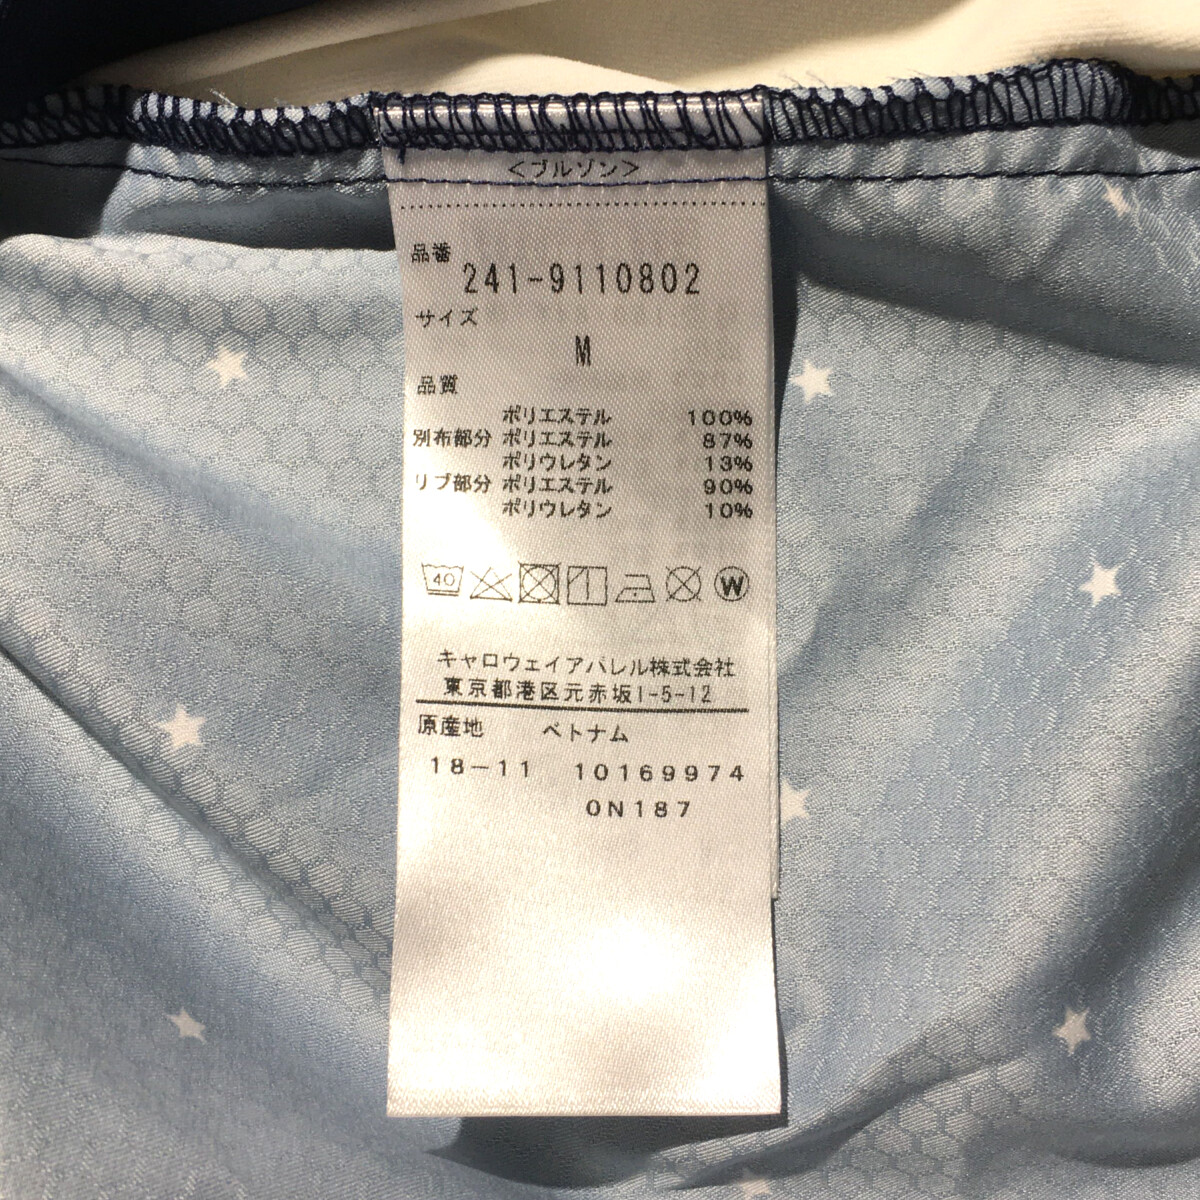 <ブルゾン>
品番
241-9110802
サイズ
M
品質
ポリエステル 100%
別布部分 ポリエステル 87%
ポリウレタン 13%
リブ部分 ポリエステル 90%
ポリウレタン 10%
40 W
キャロウェイアパレル株式会社
東京都港区元赤坂1-5-12
原産地 ベトナム
18-11 10169974
0N187